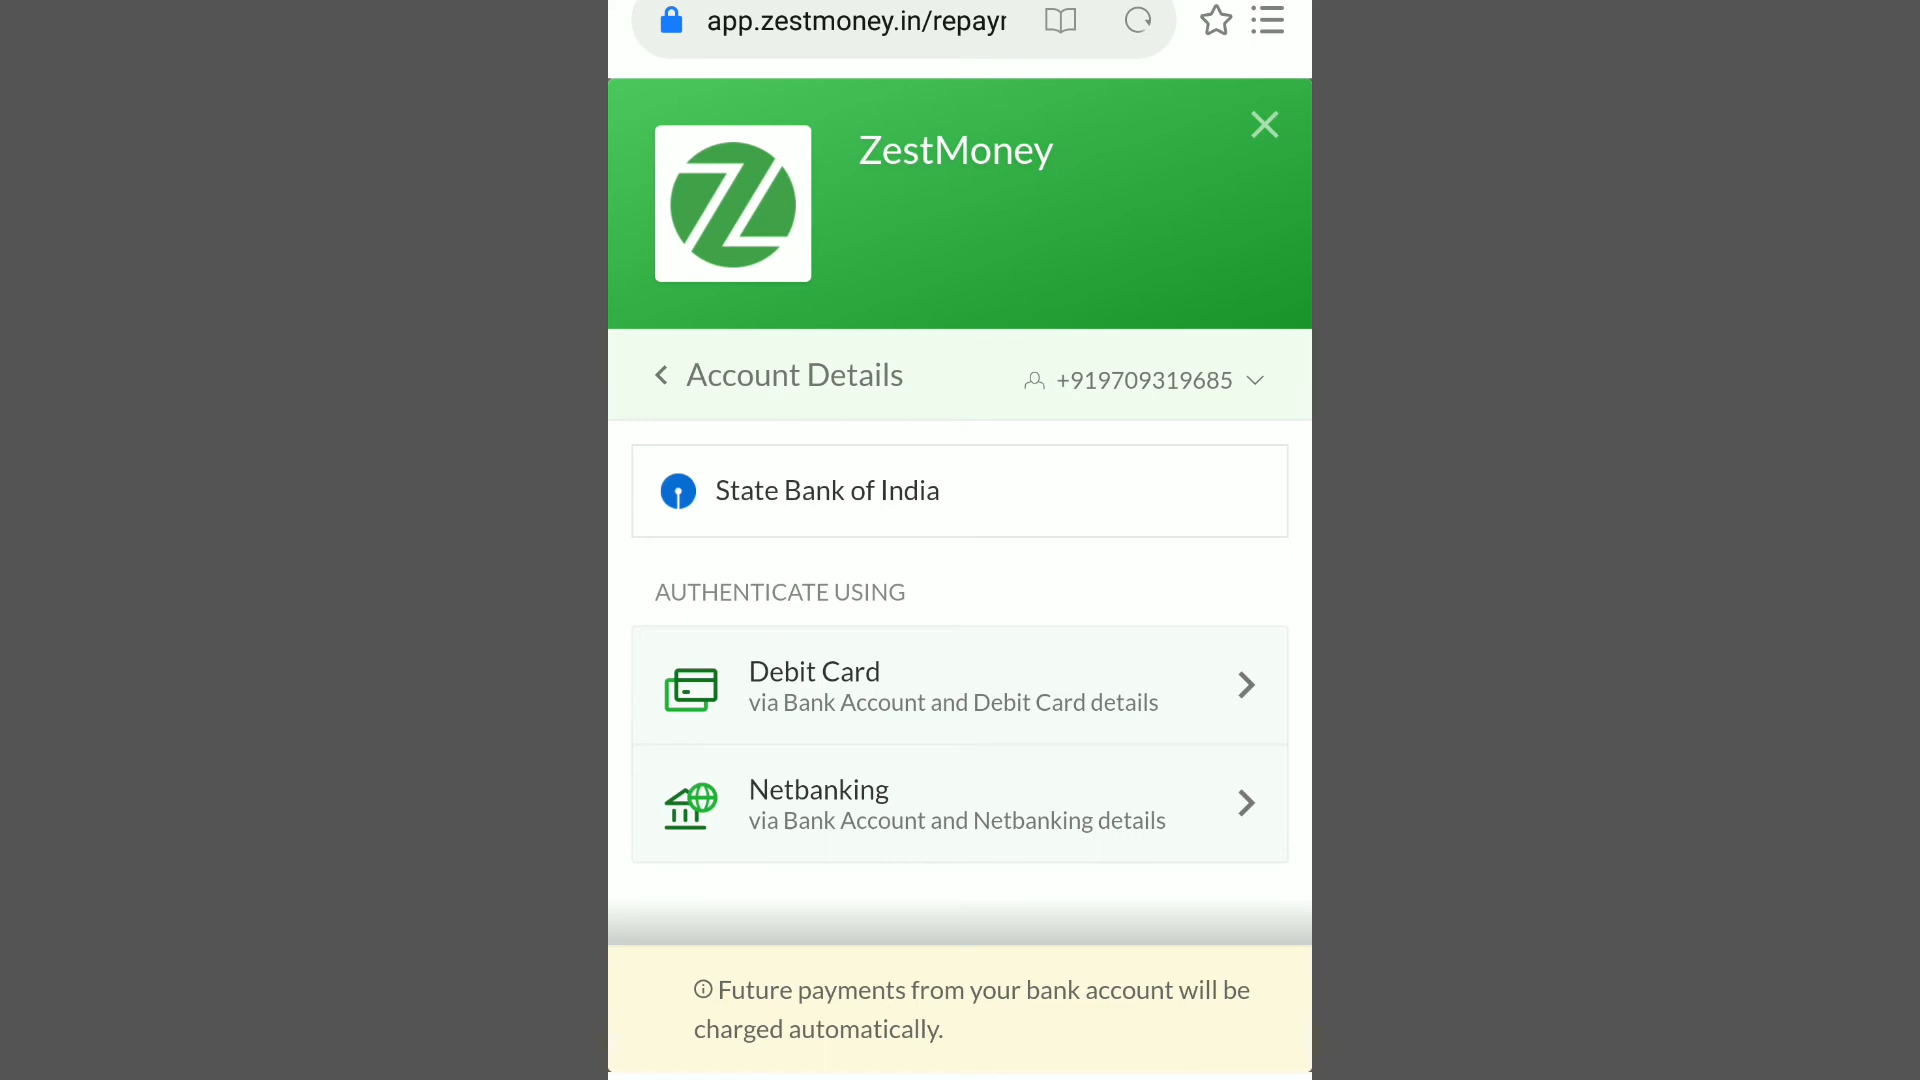 app.zestmoney.in/repayr
ZestMoney
Account Details
+919709319685
State Bank of India
AUTHENTICATE USING
Debit Card
via Bank Account and Debit Card details
Netbanking
via Bank Account and Netbanking details
Future payments from your bank account will be
charged automatically.